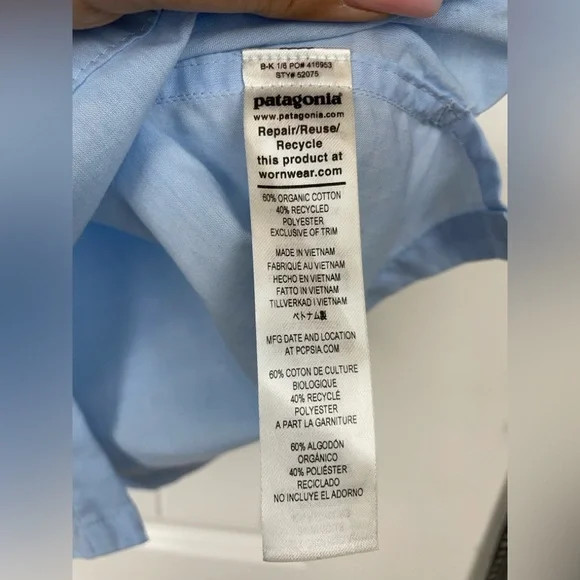 B-K 1/6 PO# 416953
STY# 52075
patagonia®
www.patagonia.com
Repair/Reuse/
Recycle
this product at
wornwear.com
60% ORGANIC COTTON
40% RECYCLED
POLYESTER
EXCLUSIVE OF TRIM
MADE IN VIETNAM
FABRIQUÉ AU VIETNAM
HECHO EN VIETNAM
FATTO IN VIETNAM
TILLVERKAD I VIETNAM
ベトナム製
MFG DATE AND LOCATION
AT PCPSIA.COM
60% COTON DE CULTURE
BIOLOGIQUE
40% RECYCLÉ
POLYESTER
A PART LA GARNITURE
60% ALGODÓN
ORGÁNICO
40% POLIÉSTER
RECICLADO
NO INCLUYE EL ADORNO